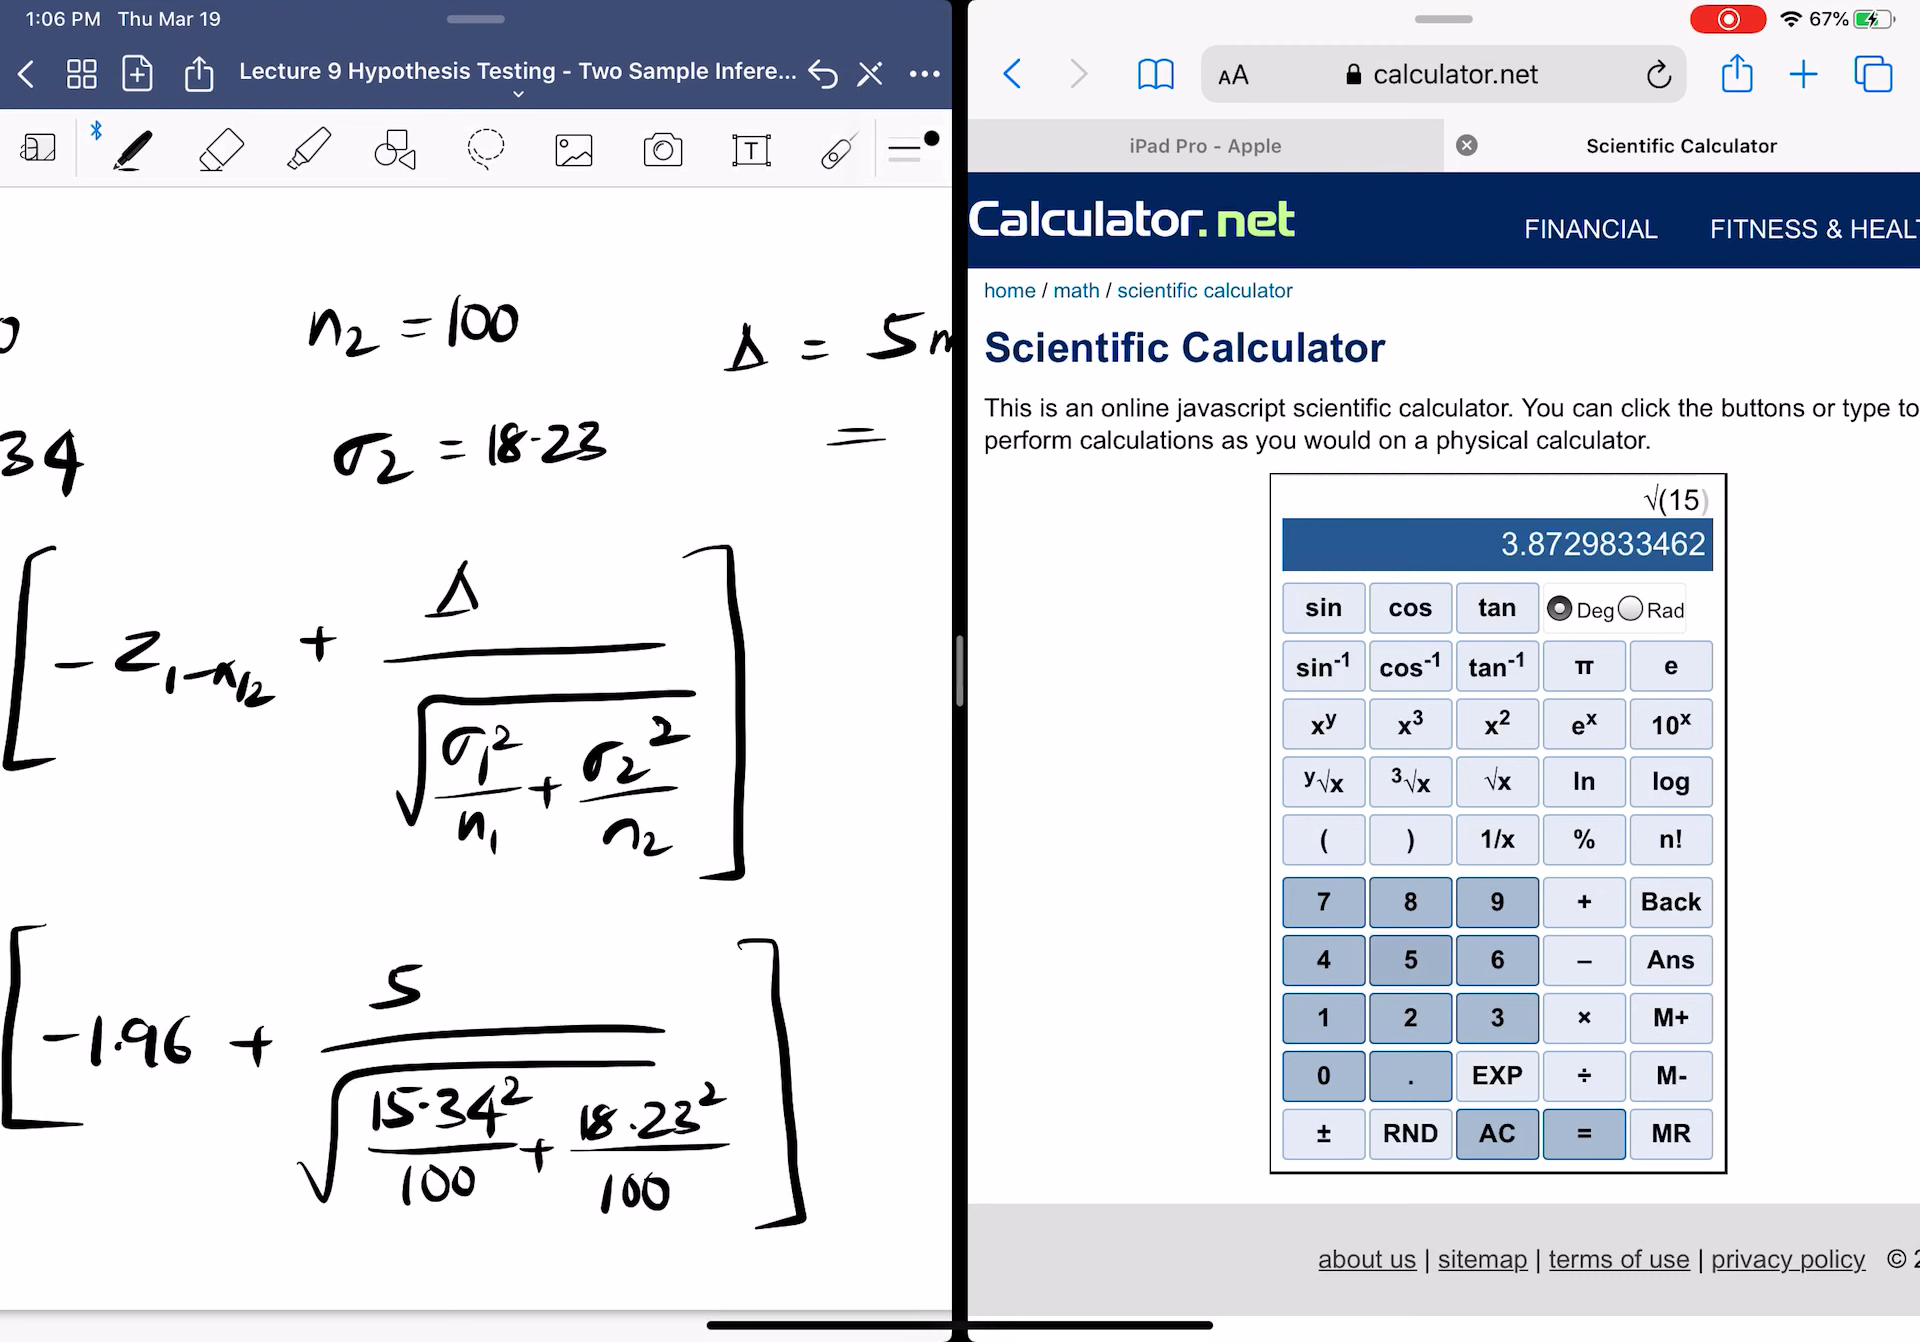 1:06 PM Thu Mar 19
Lecture 9 Hypothesis Testing - Two Sample Infere...
n₂ = 100
Δ = 5m
34
σ₂ = 18.23
=
[ - Z₁₋α/₂ + Δ / √(σ₁²/n₁ + σ₂²/n₂) ]
[ -1.96 + 5 / √(15.34²/100 + 18.23²/100) ]
67%
AA calculator.net
iPad Pro - Apple
Scientific Calculator
Calculator.net
FINANCIAL FITNESS & HEALT
home / math / scientific calculator
Scientific Calculator
This is an online javascript scientific calculator. You can click the buttons or type to
perform calculations as you would on a physical calculator.
√(15)
3.8729833462
sin cos tan Deg Rad
sin⁻¹ cos⁻¹ tan⁻¹ π e
xʸ x³ x² eˣ 10ˣ
ʸ√x ³√x √x ln log
( ) 1/x % n!
7 8 9 + Back
4 5 6 – Ans
1 2 3 × M+
0 . EXP ÷ M-
± RND AC = MR
about us | sitemap | terms of use | privacy policy © 2